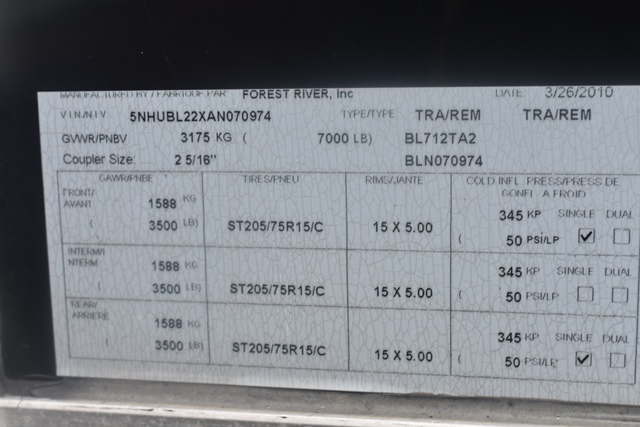 MANUFACTURED BY / FABRIQUE PAR FOREST RIVER, Inc DATE: 3/26/2010
VIN/NIV 5NHUBL22XAN070974 TYPE/TYPE TRA/REM TRA/REM
GVWR/PNBV 3175 KG ( 7000 LB) BL712TA2
Coupler Size: 2 5/16" BLN070974
GAWR/PNBE TIRES/PNEU RIMS/JANTE COLD INFL PRESS/PRESS DE
GONFL A FROID
FRONT/
AVANT 1588 KG 345 KP SINGLE DUAL
( 3500 LB) ST205/75R15/C 15 X 5.00 ( 50 PSI/LP
INTERM/I
NTERM 1588 KG 345 KP SINGLE DUAL
( 3500 LB) ST205/75R15/C 15 X 5.00 ( 50 PSI/LP
REAR/
ARRIERE 1588 KG 345 KP SINGLE DUAL
( 3500 LB) ST205/75R15/C 15 X 5.00 ( 50 PSI/LP